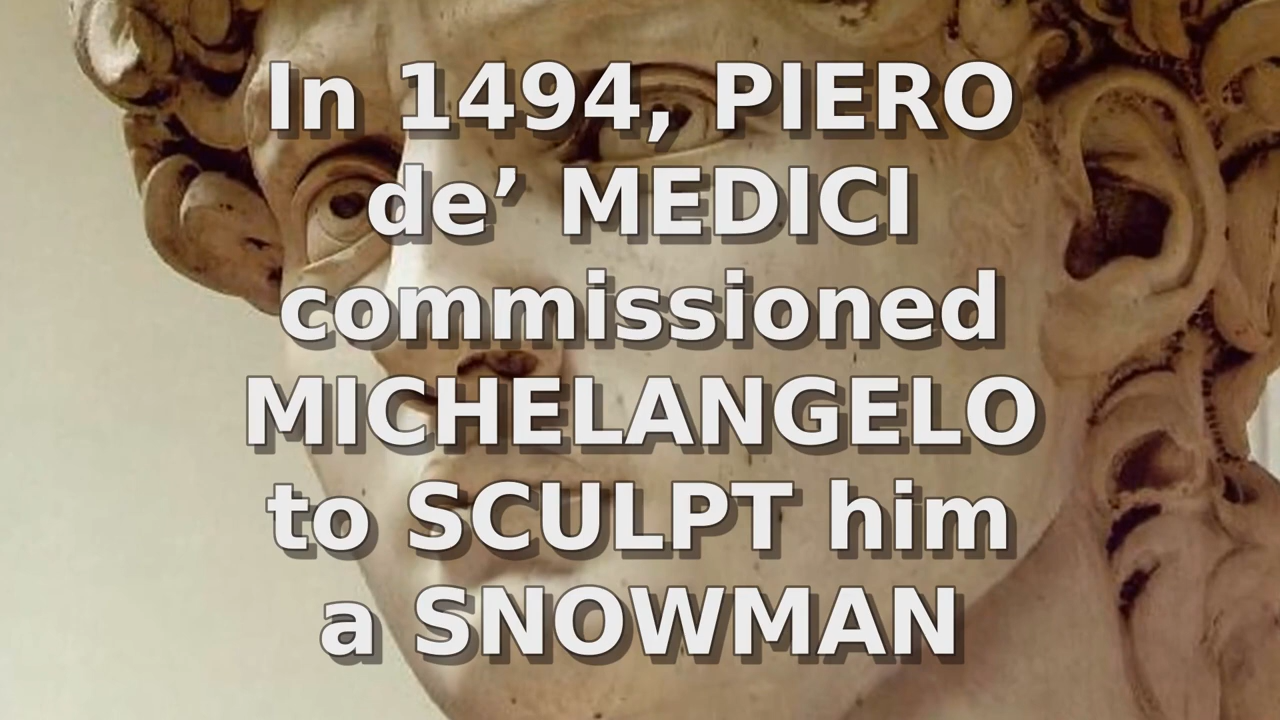 In 1494, PIERO
de’ MEDICI
commissioned
MICHELANGELO
to SCULPT him
a SNOWMAN